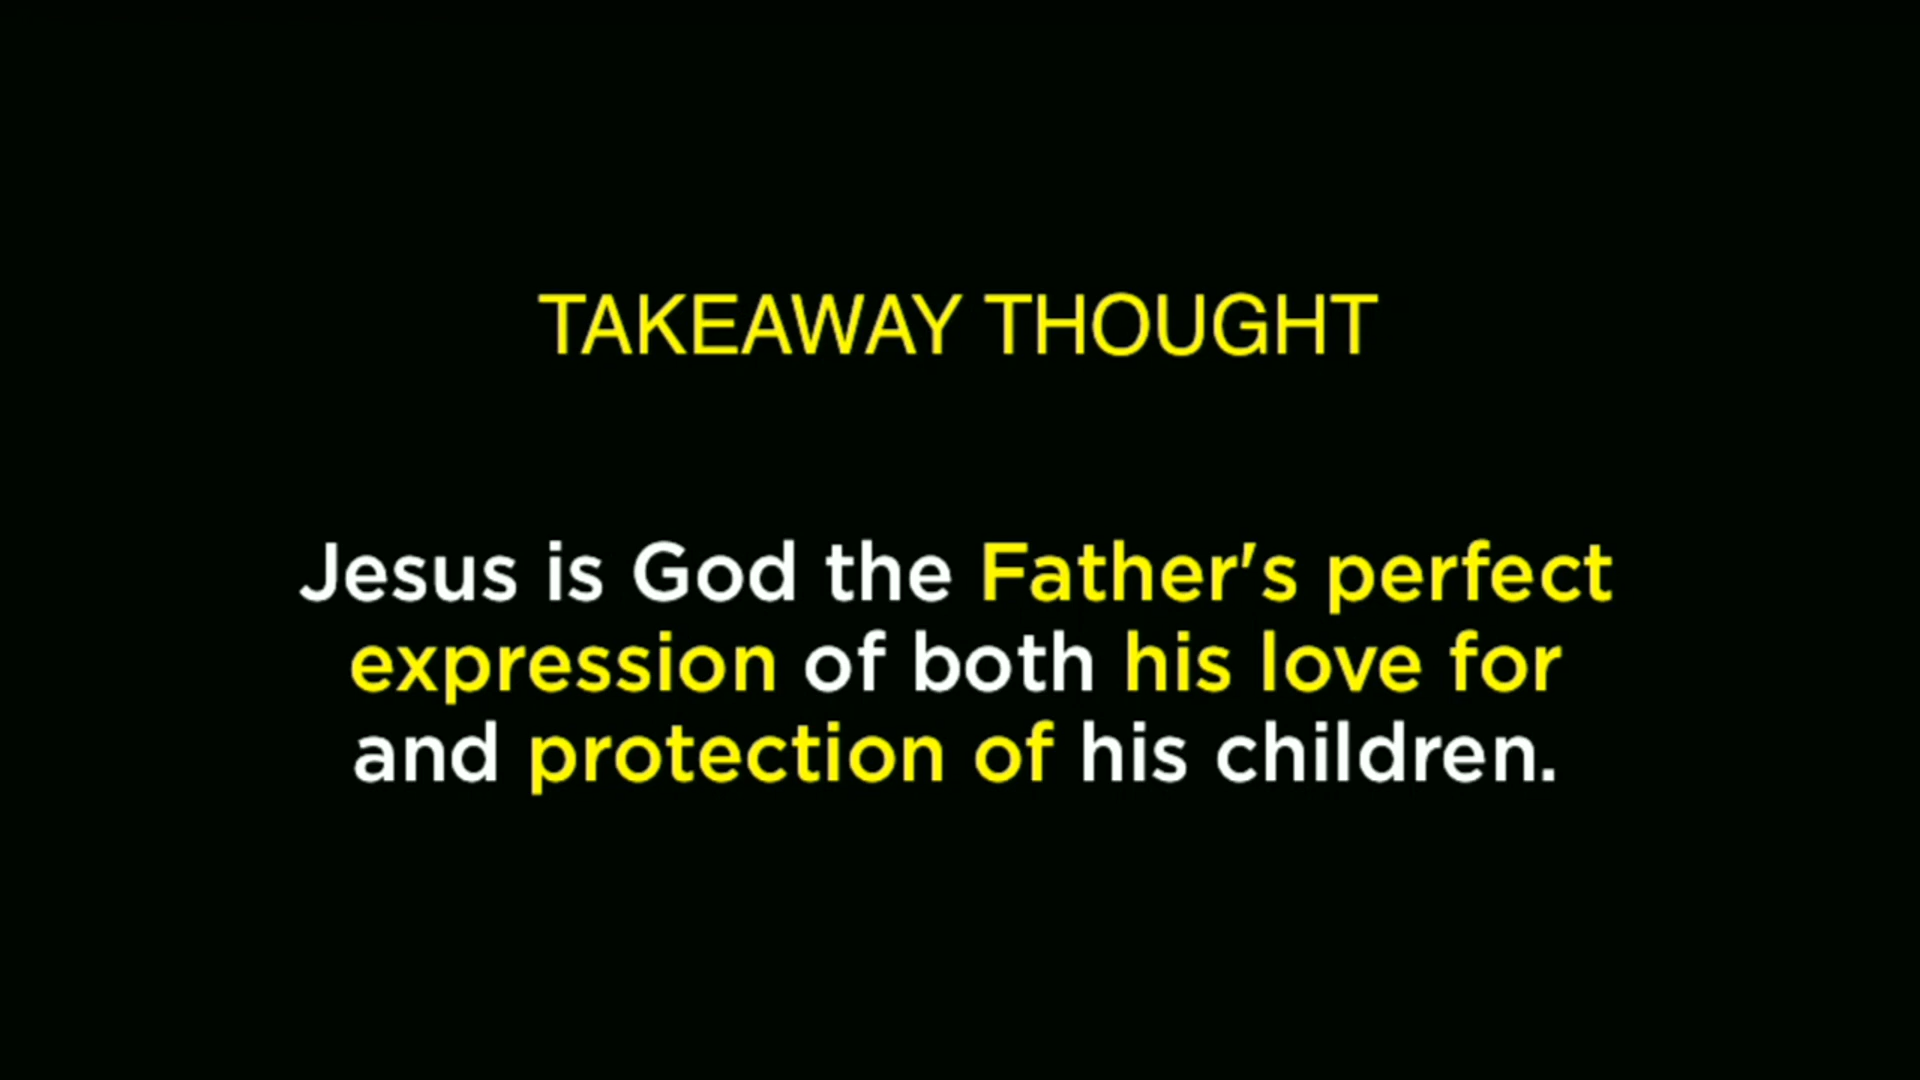 TAKEAWAY THOUGHT
Jesus is God the Father's perfect
expression of both his love for
and protection of his children.